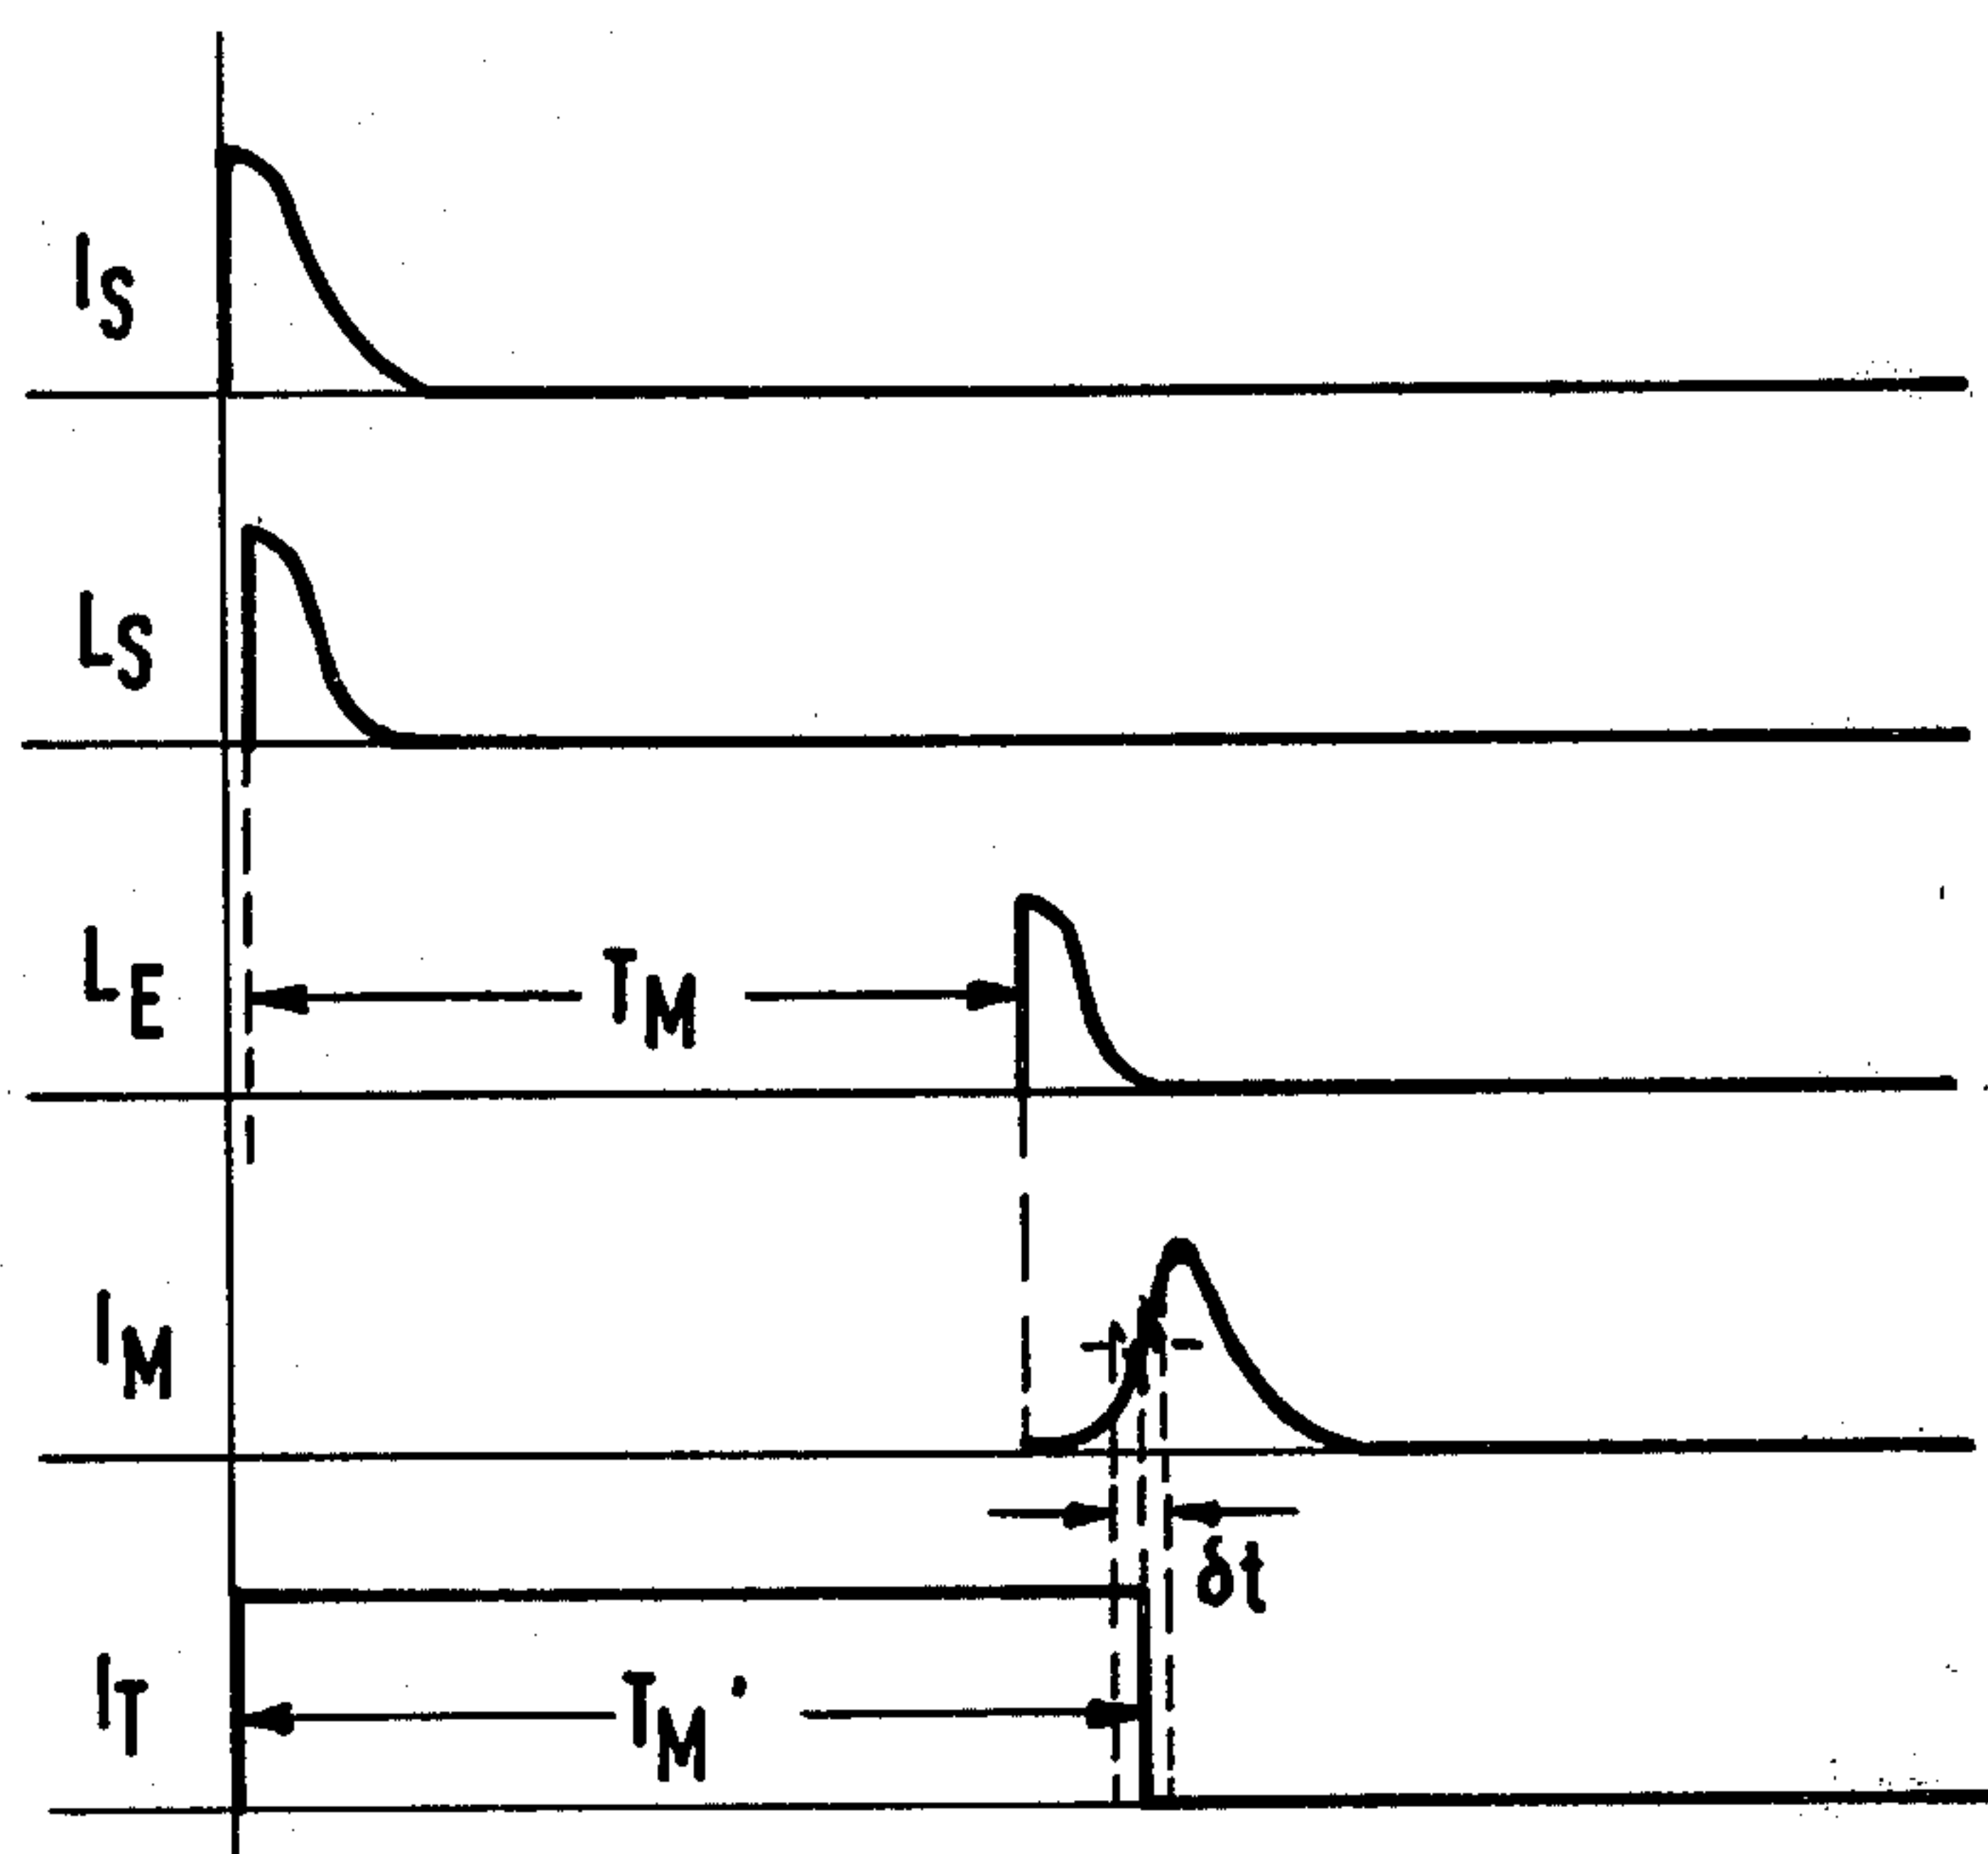 I_S
L_S
L_E
T_M
I_M
δt
I_T
T_M'